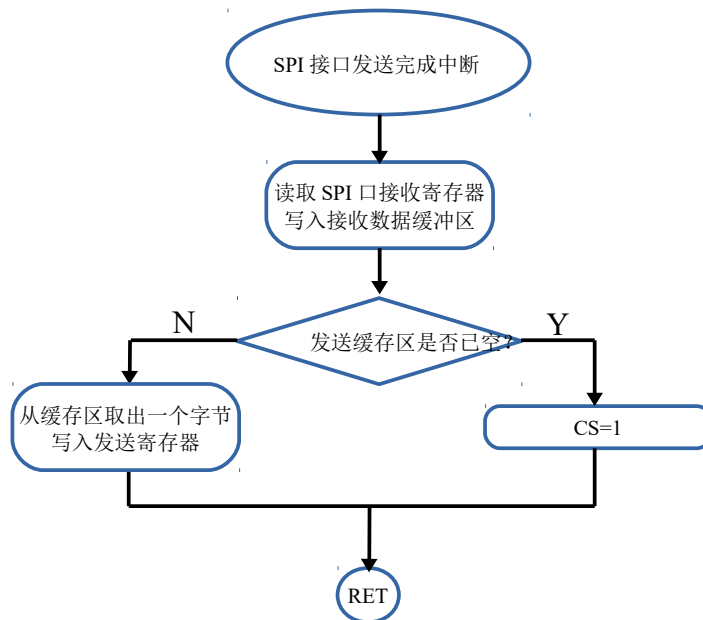 SPI 接口发送完成中断
读取 SPI 口接收寄存器
写入接收数据缓冲区
N
发送缓存区是否已空?
Y
从缓存区取出一个字节
写入发送寄存器
CS=1
RET